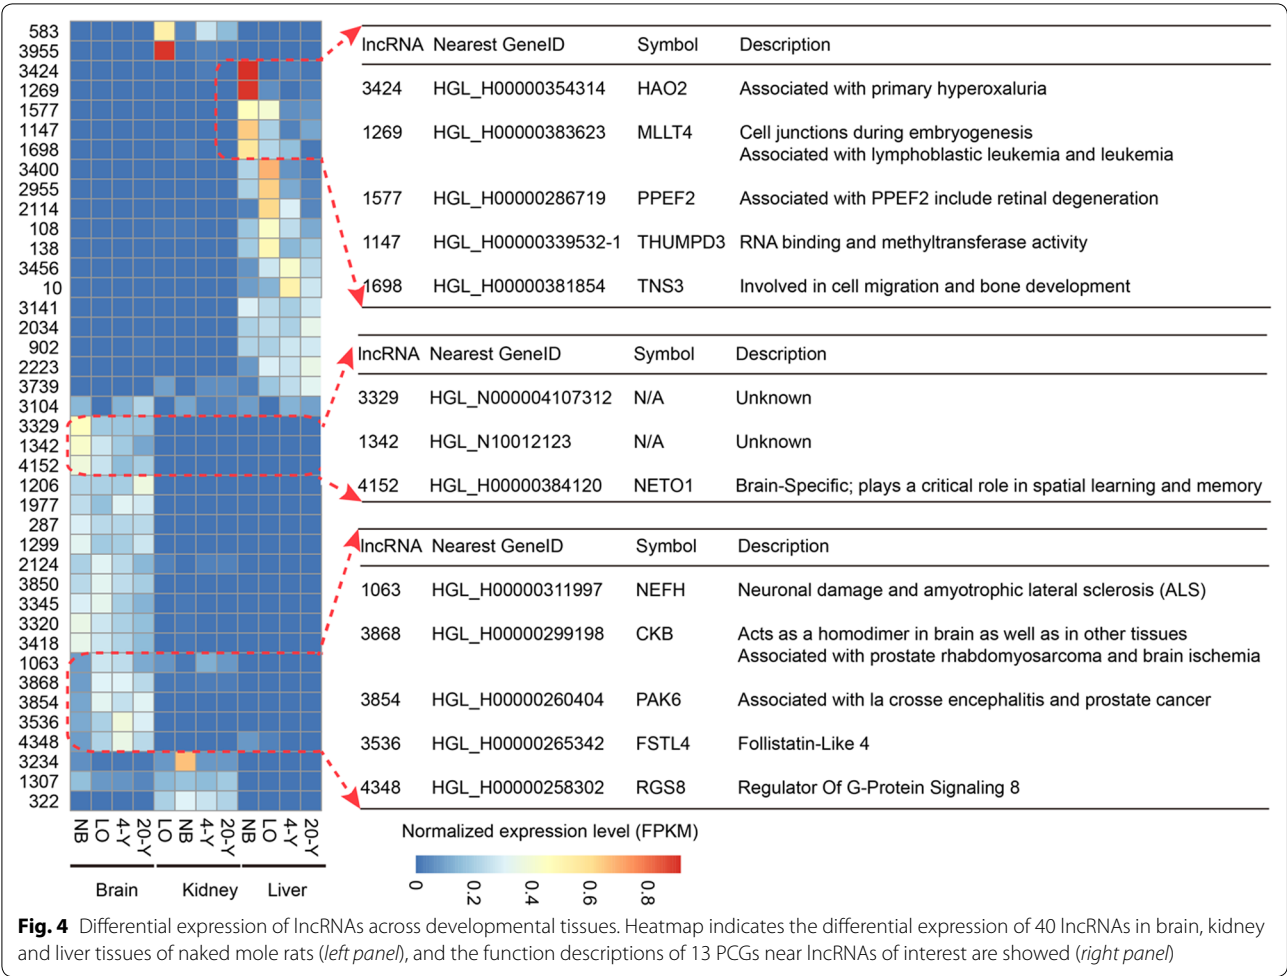 583
3955
3424
1269
1577
1147
1698
3400
2955
2114
108
138
3456
10
3141
2034
902
2223
3739
3104
3329
1342
4152
1206
1977
287
1299
2124
3850
3345
3320
3418
1063
3868
3854
3536
4348
3234
1307
322
NB LO 4-Y 20-Y LO NB 4-Y 20-Y NB LO 4-Y 20-Y
Brain Kidney Liver
lncRNA Nearest GeneID Symbol Description
3424 HGL_H00000354314 HAO2 Associated with primary hyperoxaluria
1269 HGL_H00000383623 MLLT4 Cell junctions during embryogenesis
Associated with lymphoblastic leukemia and leukemia
1577 HGL_H00000286719 PPEF2 Associated with PPEF2 include retinal degeneration
1147 HGL_H00000339532-1 THUMPD3 RNA binding and methyltransferase activity
1698 HGL_H00000381854 TNS3 Involved in cell migration and bone development
lncRNA Nearest GeneID Symbol Description
3329 HGL_N000004107312 N/A Unknown
1342 HGL_N10012123 N/A Unknown
4152 HGL_H00000384120 NETO1 Brain-Specific; plays a critical role in spatial learning and memory
lncRNA Nearest GeneID Symbol Description
1063 HGL_H00000311997 NEFH Neuronal damage and amyotrophic lateral sclerosis (ALS)
3868 HGL_H00000299198 CKB Acts as a homodimer in brain as well as in other tissues
Associated with prostate rhabdomyosarcoma and brain ischemia
3854 HGL_H00000260404 PAK6 Associated with la crosse encephalitis and prostate cancer
3536 HGL_H00000265342 FSTL4 Follistatin-Like 4
4348 HGL_H00000258302 RGS8 Regulator Of G-Protein Signaling 8
Normalized expression level (FPKM)
0 0.2 0.4 0.6 0.8
Fig. 4 Differential expression of lncRNAs across developmental tissues. Heatmap indicates the differential expression of 40 lncRNAs in brain, kidney
and liver tissues of naked mole rats (left panel), and the function descriptions of 13 PCGs near lncRNAs of interest are showed (right panel)